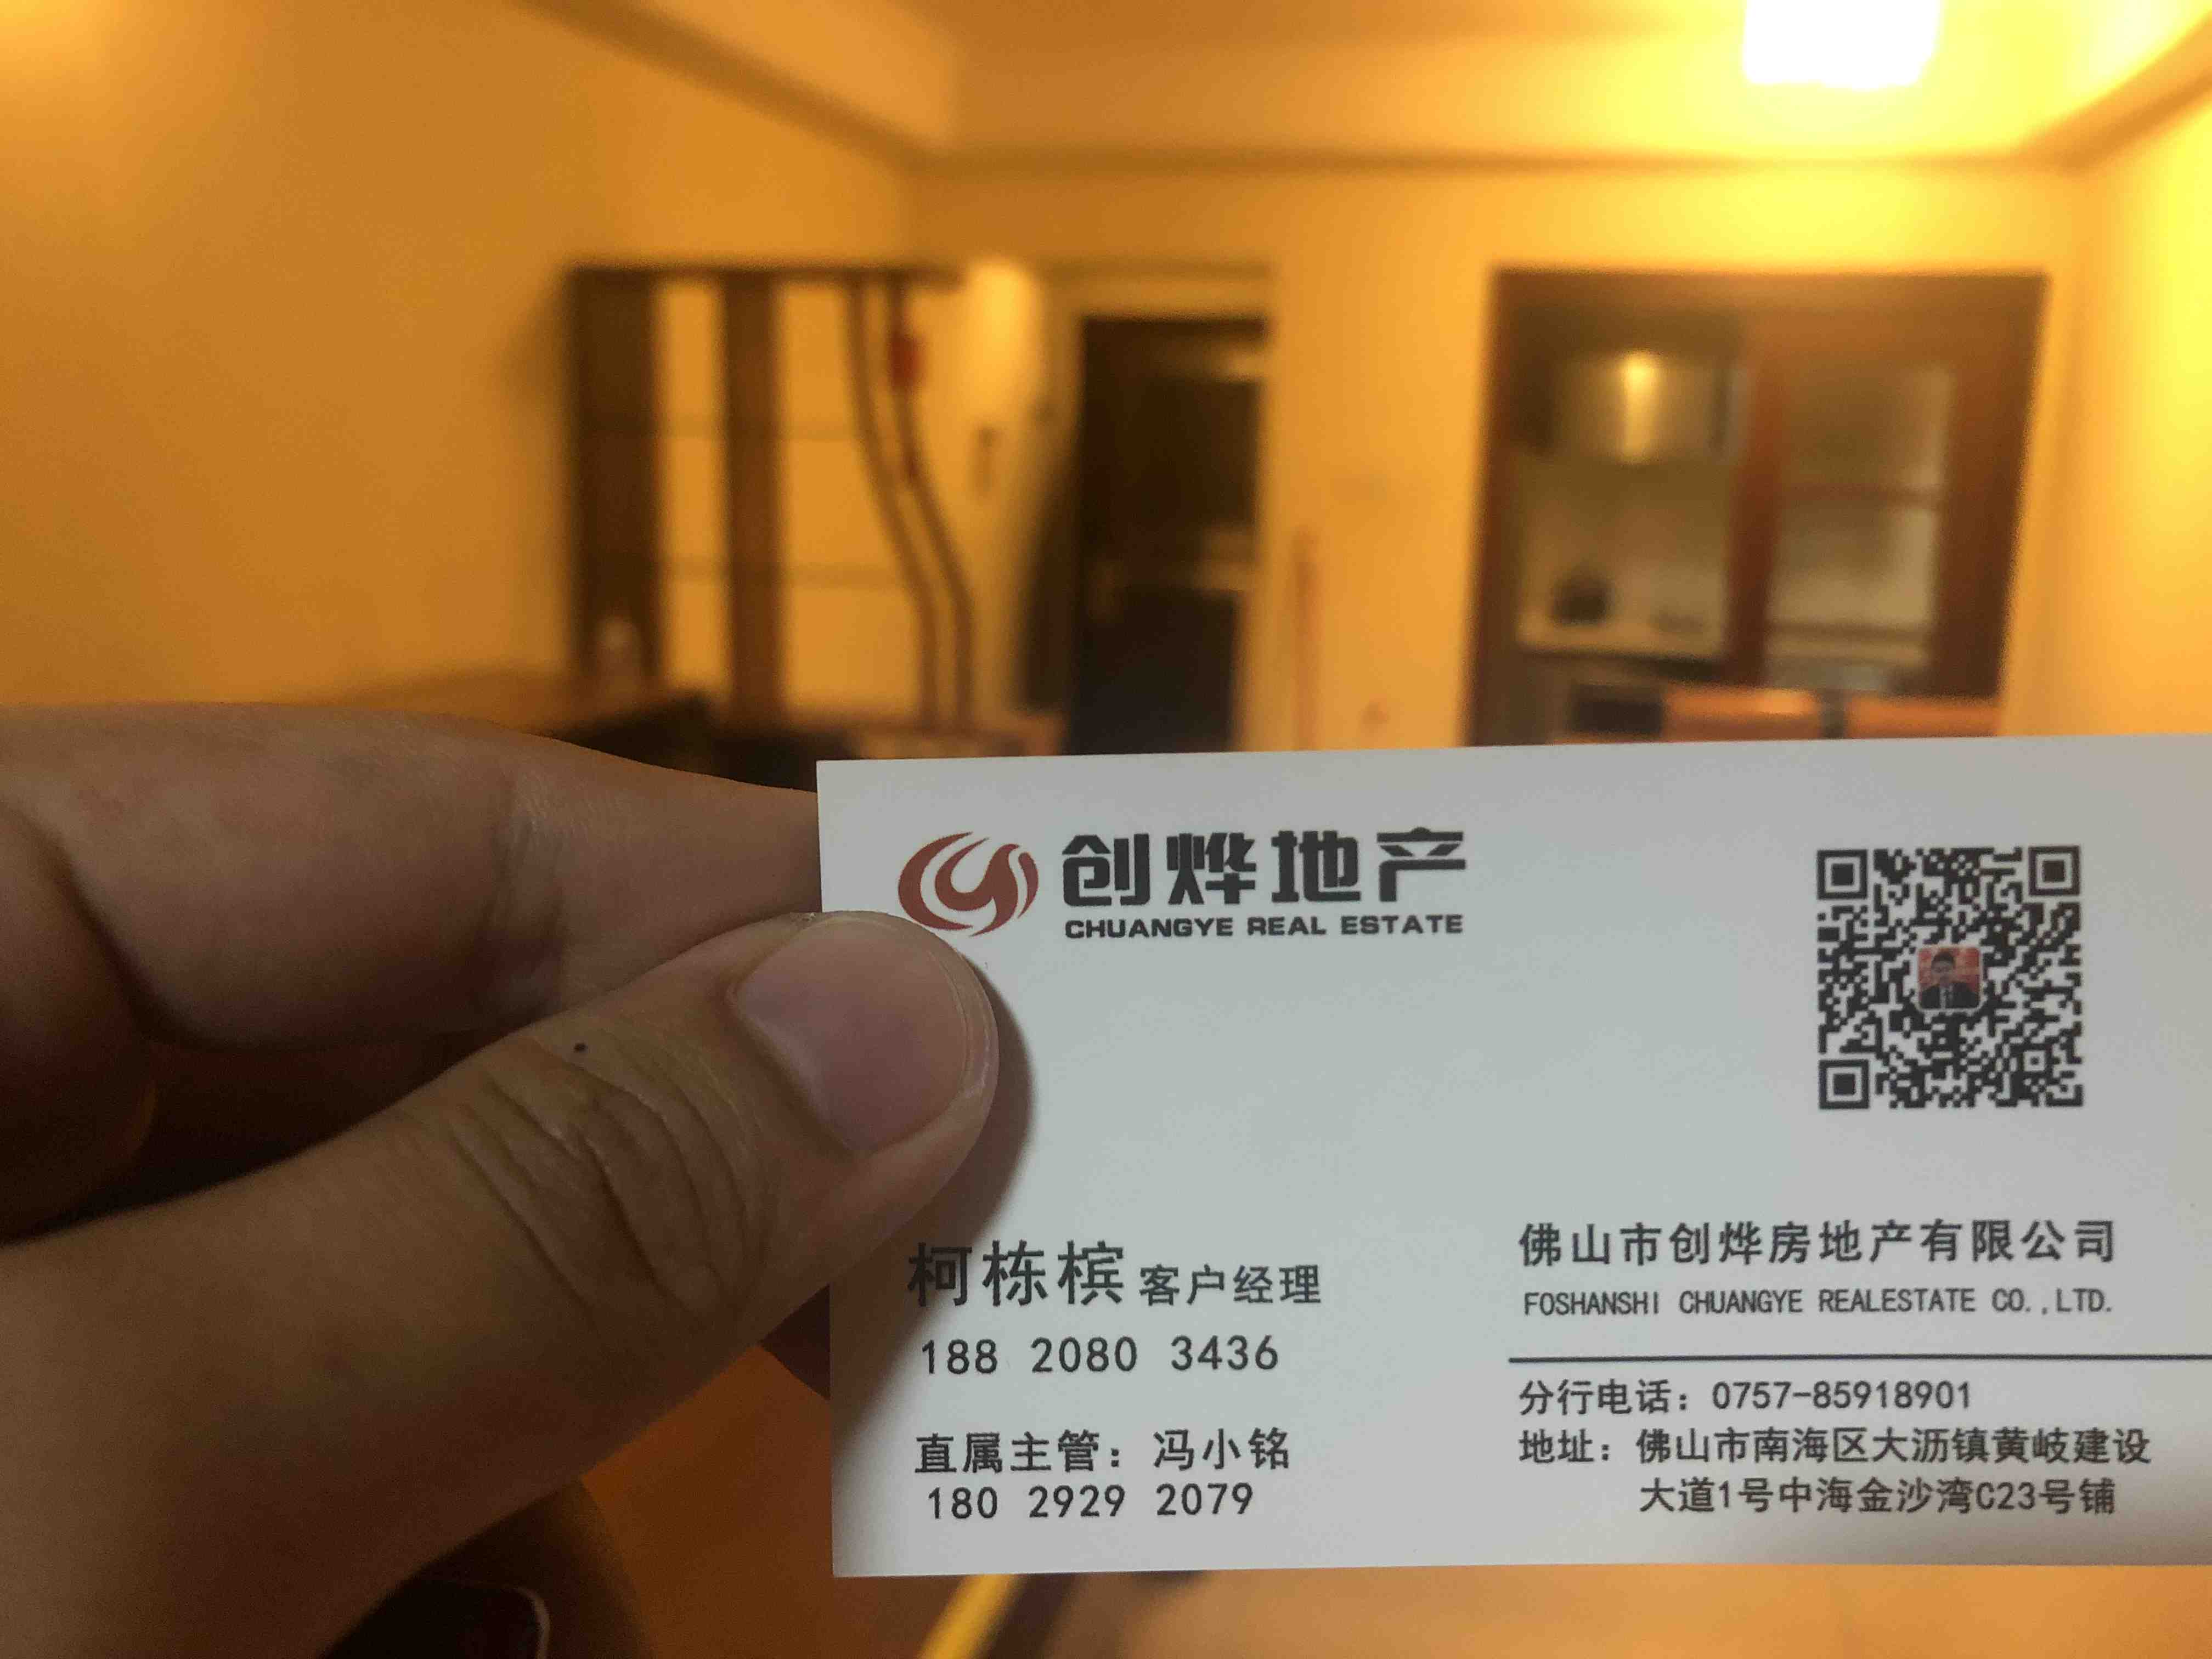 创烨地产
CHUANGYE REAL ESTATE
柯栋槟 客户经理
188 2080 3436
直属主管：冯小铭
180 2929 2079
佛山市创烨房地产有限公司
FOSHANSHI CHUANGYE REALESTATE CO.,LTD.
分行电话：0757-85918901
地址：佛山市南海区大沥镇黄岐建设
大道1号中海金沙湾C23号铺